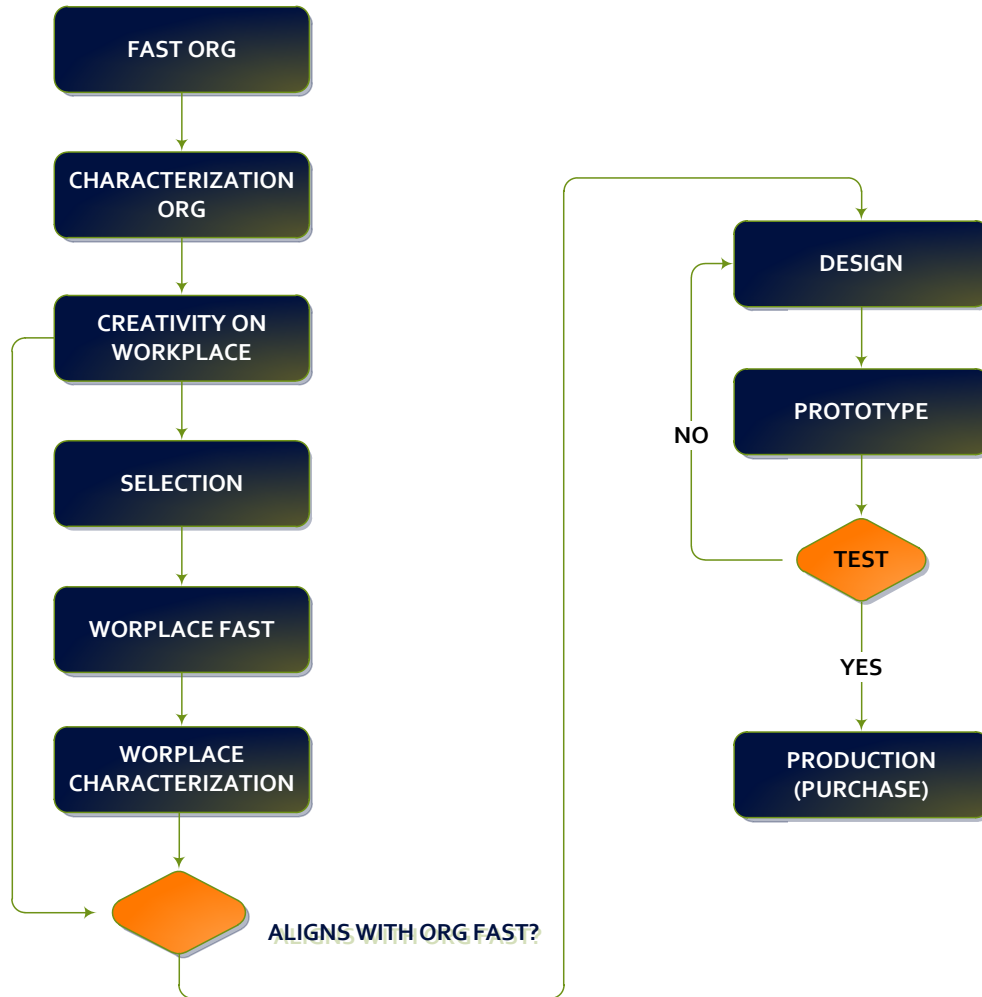 FAST ORG
CHARACTERIZATION
ORG
CREATIVITY ON
WORKPLACE
SELECTION
WORPLACE FAST
WORPLACE
CHARACTERIZATION
ALIGNS WITH ORG FAST?
DESIGN
PROTOTYPE
NO
TEST
YES
PRODUCTION
(PURCHASE)